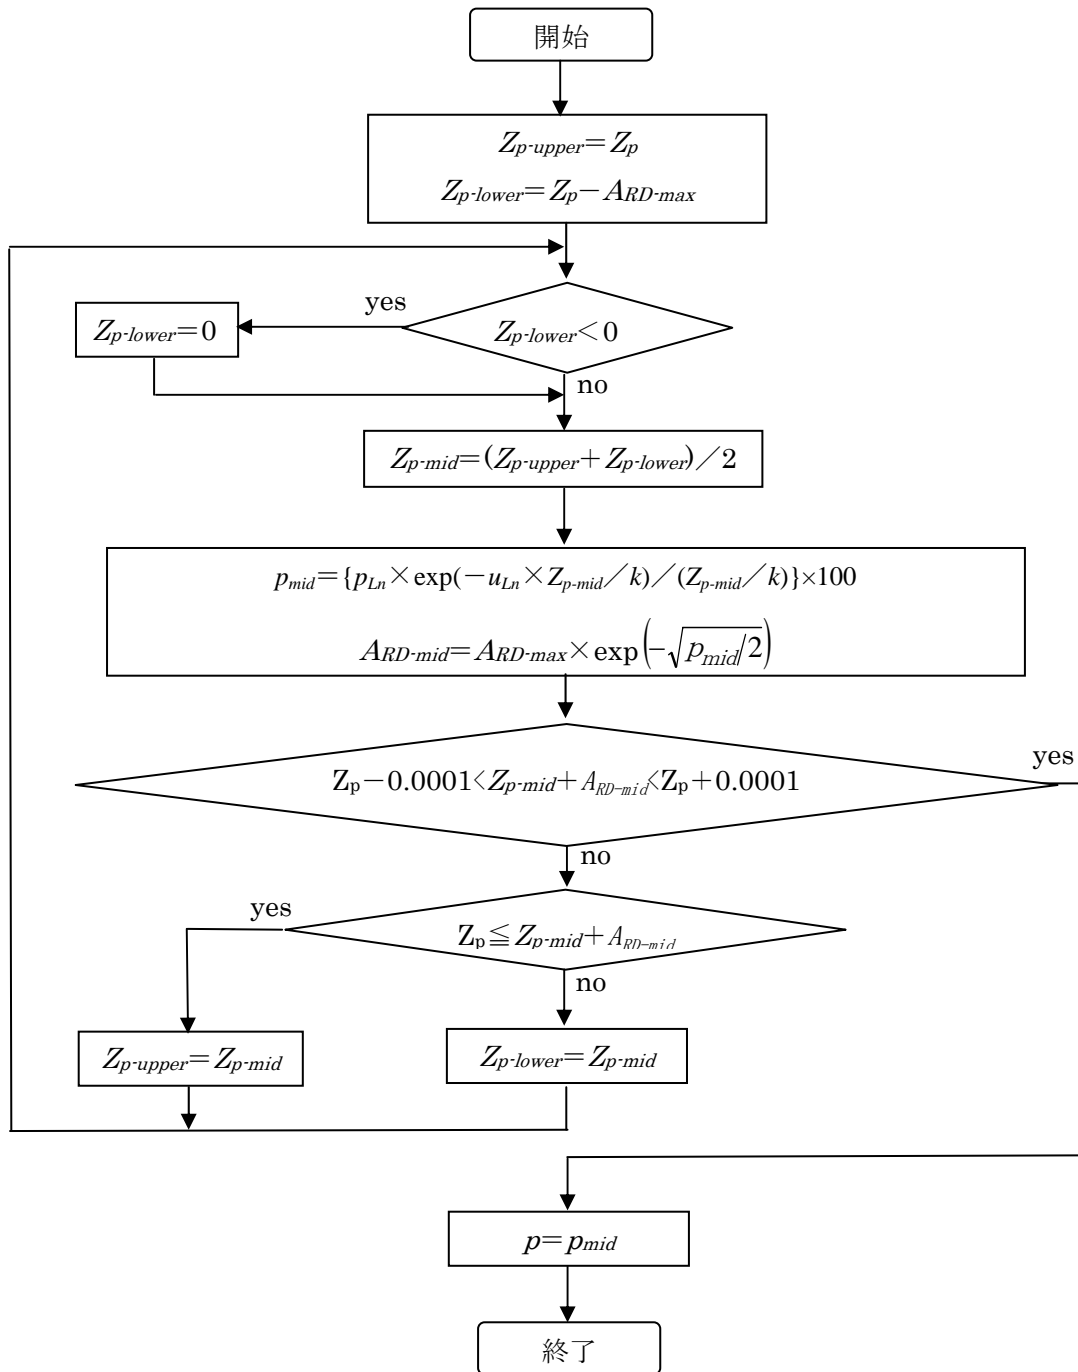 開始
Zp-upper＝Zp
Zp-lower＝Zp－ARD-max
yes
Zp-lower＝0
Zp-lower＜0
no
Zp-mid＝(Zp-upper＋Zp-lower)／2
pmid＝{pLn×exp(－uLn×Zp-mid／k)／(Zp-mid／k)}×100
ARD-mid＝ARD-max×exp(-√pmid/2)
yes
Zp－0.0001<Zp-mid＋ARD-mid<Zp＋0.0001
no
yes
Zp≦Zp-mid＋ARD-mid
no
Zp-upper＝Zp-mid
Zp-lower＝Zp-mid
p＝pmid
終了